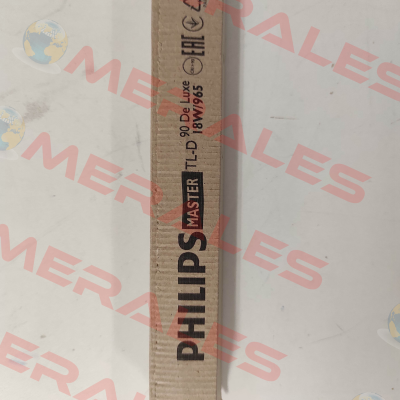 PHILIPS
MASTER
TL-D 90 De Luxe
18W/965
EAC
MERALES
MERALES
MERALES
MERALES